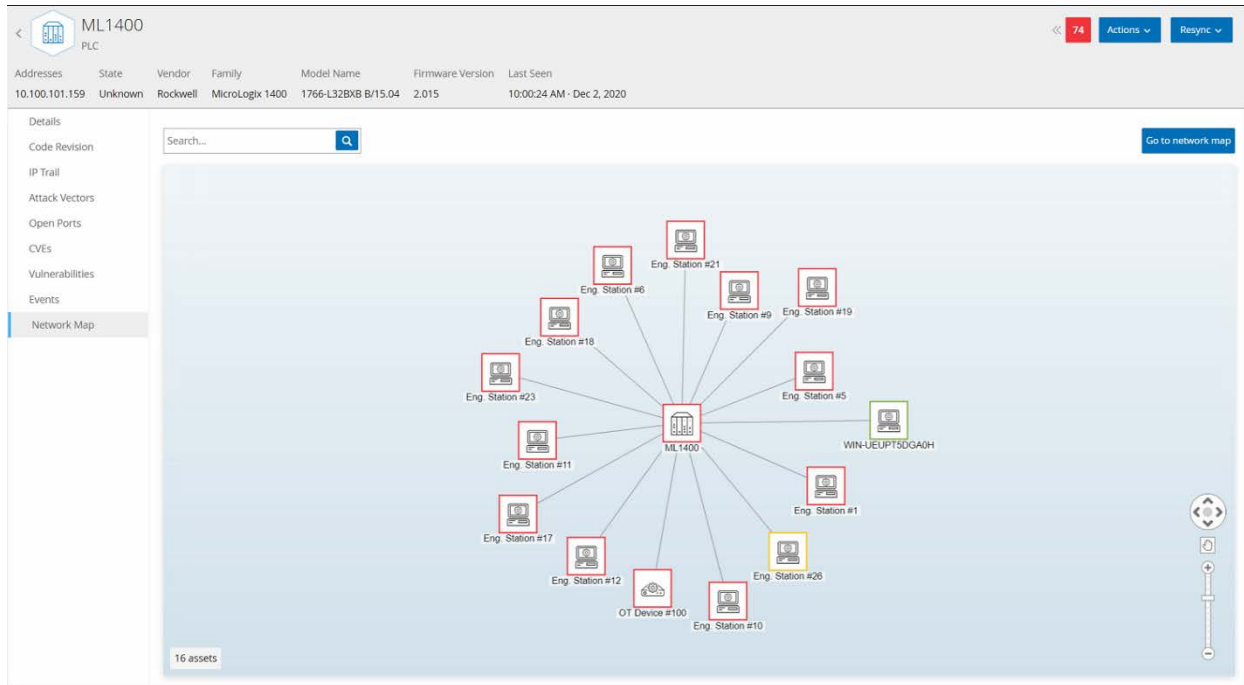 ML1400
PLC
74
Actions
Resync
Addresses State Vendor Family Model Name Firmware Version Last Seen
10.100.101.159 Unknown Rockwell MicroLogix 1400 1766-L32BXB B/15.04 2.015 10:00:24 AM · Dec 2, 2020
Details
Code Revision
IP Trail
Attack Vectors
Open Ports
CVEs
Vulnerabilities
Events
Network Map
Search...
Go to network map
Eng. Station #21
Eng. Station #6
Eng. Station #9
Eng. Station #19
Eng. Station #18
Eng. Station #23
Eng. Station #5
WIN-UEUPT5DGA0H
ML1400
Eng. Station #11
Eng. Station #1
Eng. Station #17
Eng. Station #12
Eng. Station #26
OT Device #100
Eng. Station #10
16 assets